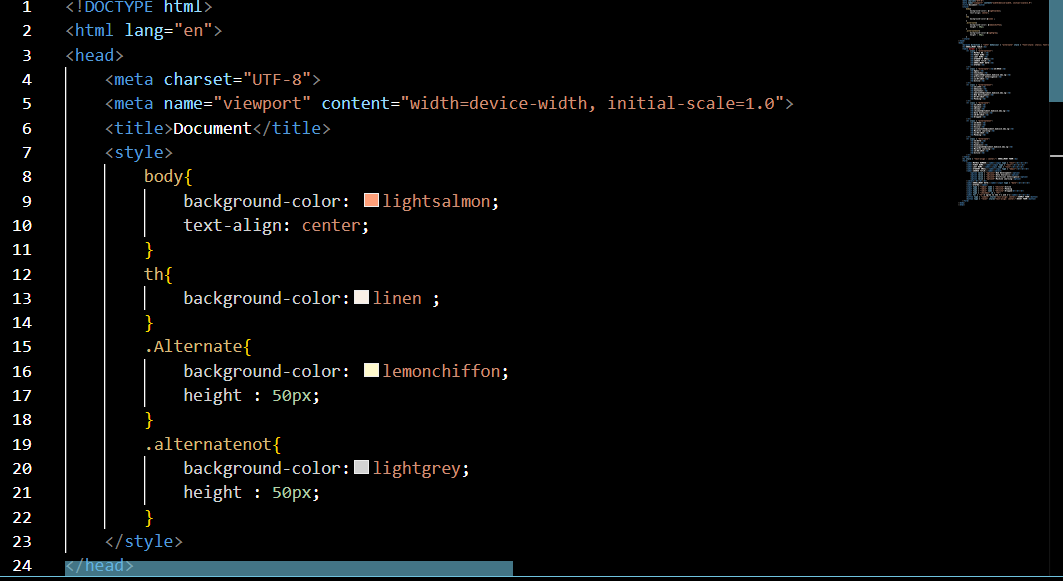 1 <!DOCTYPE html>
2 <html lang="en">
3 <head>
4     <meta charset="UTF-8">
5     <meta name="viewport" content="width=device-width, initial-scale=1.0">
6     <title>Document</title>
7     <style>
8         body{
9             background-color: lightsalmon;
10             text-align: center;
11         }
12         th{
13             background-color: linen ;
14         }
15         .Alternate{
16             background-color: lemonchiffon;
17             height : 50px;
18         }
19         .alternatenot{
20             background-color: lightgrey;
21             height : 50px;
22         }
23     </style>
24 </head>